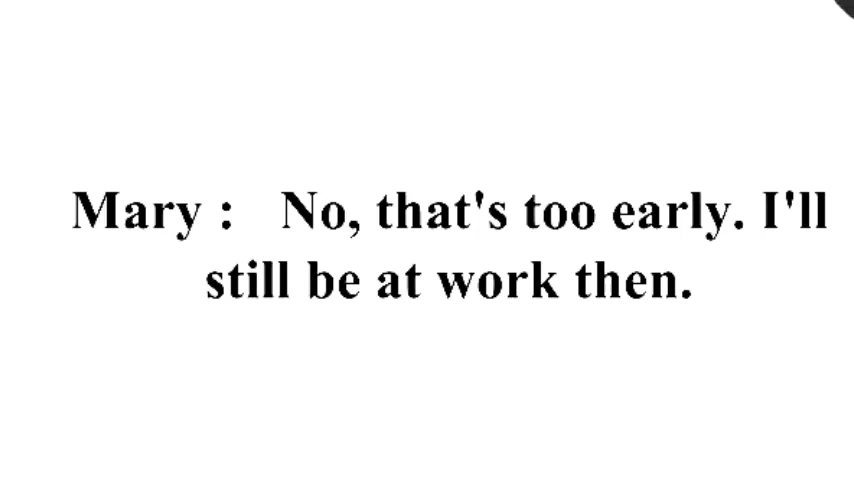 Mary : No, that's too early. I'll
still be at work then.